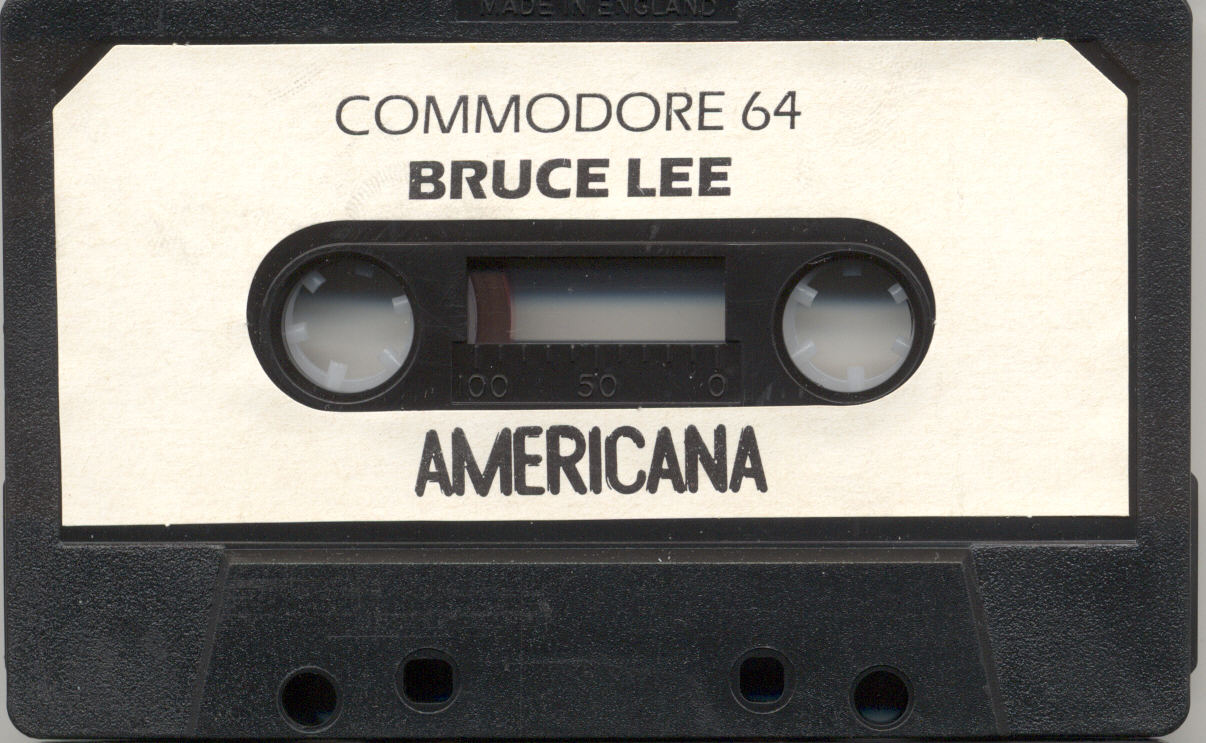 MADE IN ENGLAND
COMMODORE 64
BRUCE LEE
100 50 0
AMERICANA